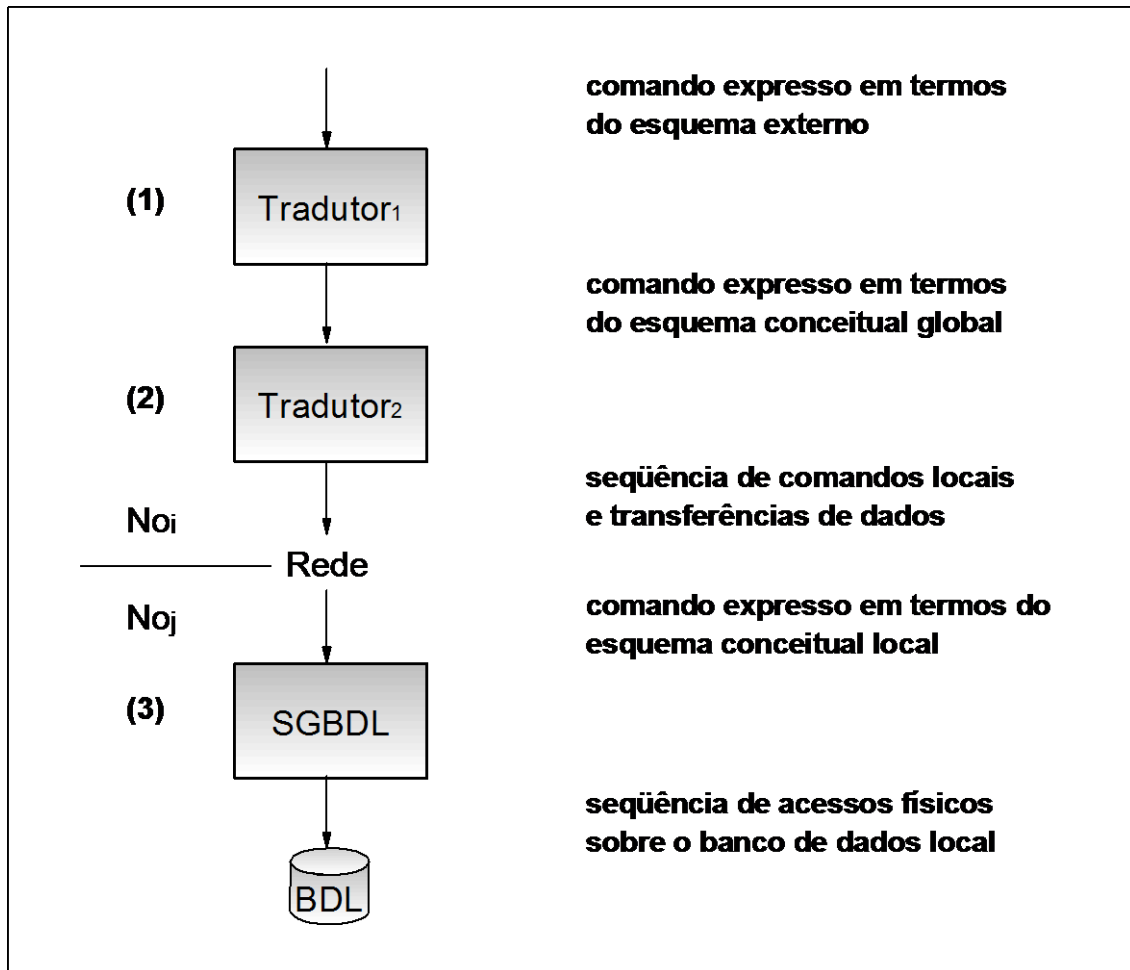 comando expresso em termos
do esquema externo
(1)
Tradutor1
comando expresso em termos
do esquema conceitual global
(2)
Tradutor2
seqüência de comandos locais
e transferências de dados
Noi
Rede
Noj
comando expresso em termos do
esquema conceitual local
(3)
SGBDL
seqüência de acessos físicos
sobre o banco de dados local
BDL